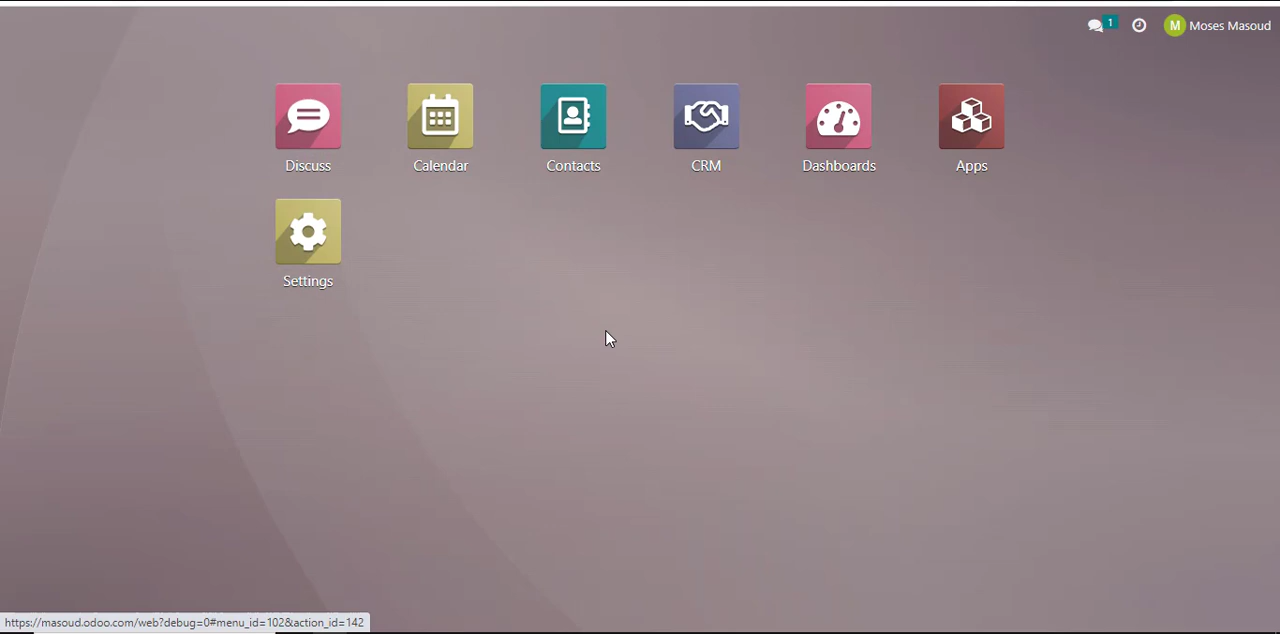 1 M Moses Masoud
Discuss Calendar Contacts CRM Dashboards Apps
Settings
https://masoud.odoo.com/web?debug=0#menu_id=102&action_id=142